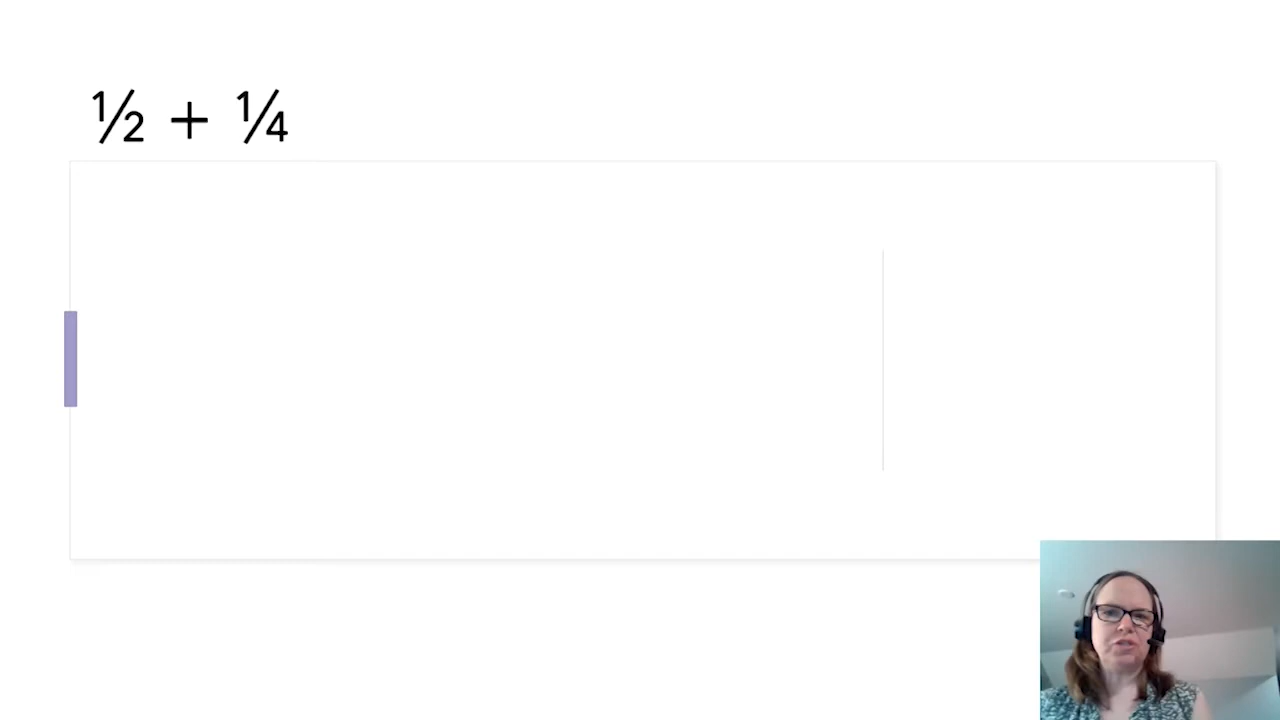 ½ + ¼